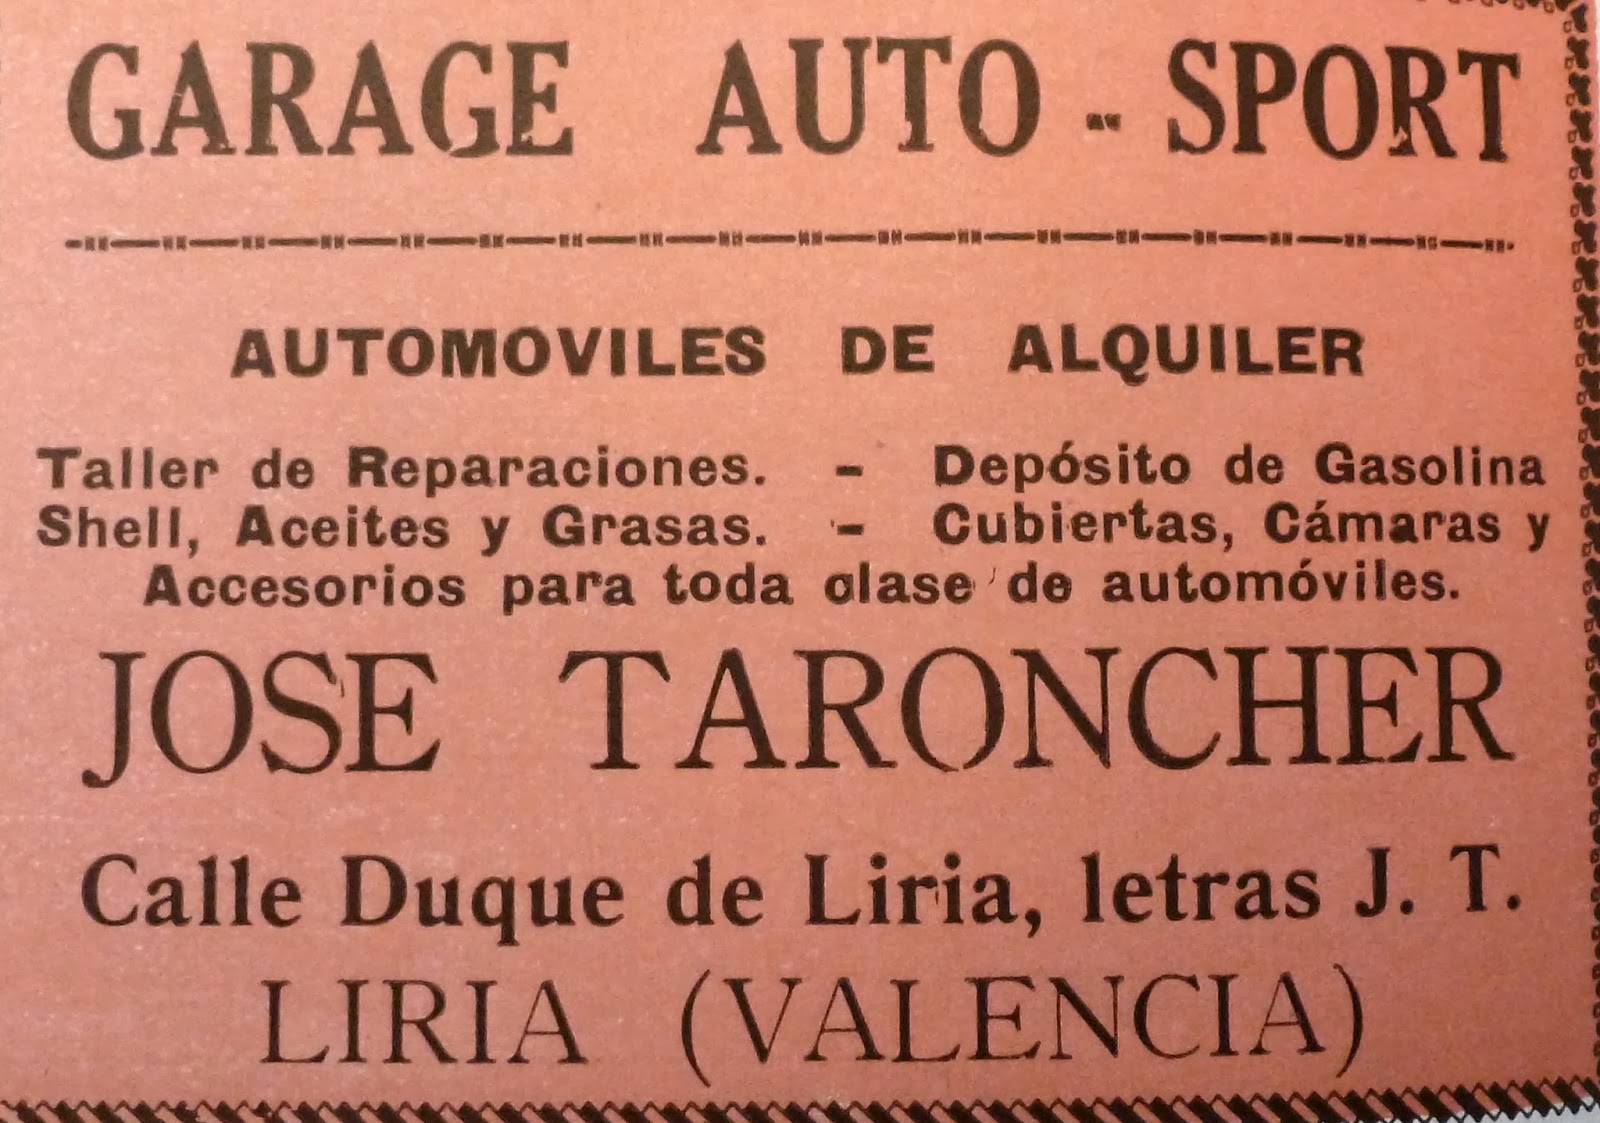 GARAGE AUTO - SPORT
AUTOMOVILES DE ALQUILER
Taller de Reparaciones. - Depósito de Gasolina
Shell, Aceites y Grasas. - Cubiertas, Cámaras y
Accesorios para toda clase de automóviles.
JOSE TARONCHER
Calle Duque de Liria, letras J. T.
LIRIA (VALENCIA)